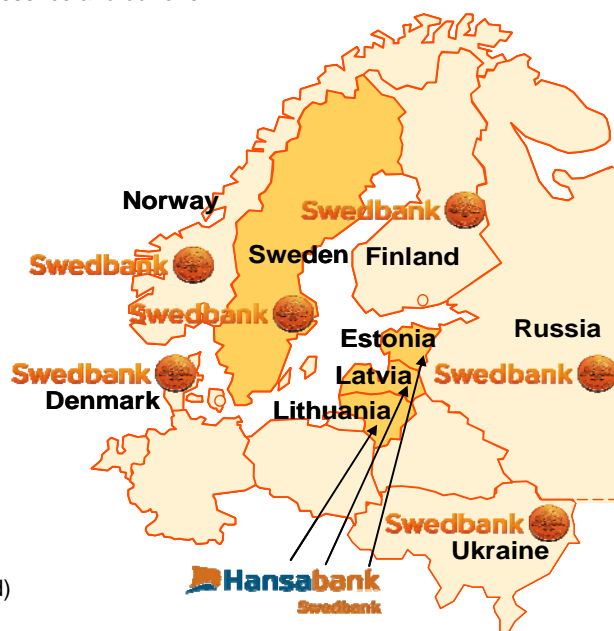 Norway
Swedbank
Swedbank
Sweden
Finland
Swedbank
Russia
Estonia
Swedbank
Latvia
Swedbank
Denmark
Lithuania
Swedbank
Ukraine
Hansabank
Swedbank